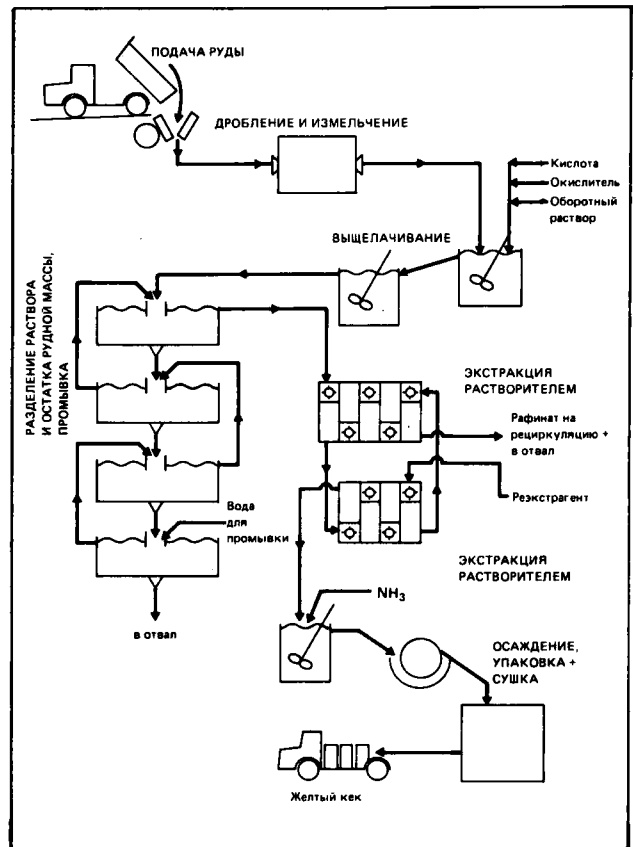 ПОДАЧА РУДЫ
ДРОБЛЕНИЕ И ИЗМЕЛЬЧЕНИЕ
Кислота
Окислитель
Оборотный
раствор
ВЫЩЕЛАЧИВАНИЕ
РАЗДЕЛЕНИЕ РАСТВОРА
И ОСТАТКА РУДНОЙ МАССЫ,
ПРОМЫВКА
ЭКСТРАКЦИЯ
РАСТВОРИТЕЛЕМ
Рафинат на
рециркуляцию +
в отвал
Реэкстрагент
Вода
для
промывки
ЭКСТРАКЦИЯ
РАСТВОРИТЕЛЕМ
NH3
в отвал
ОСАЖДЕНИЕ,
УПАКОВКА +
СУШКА
Желтый кек